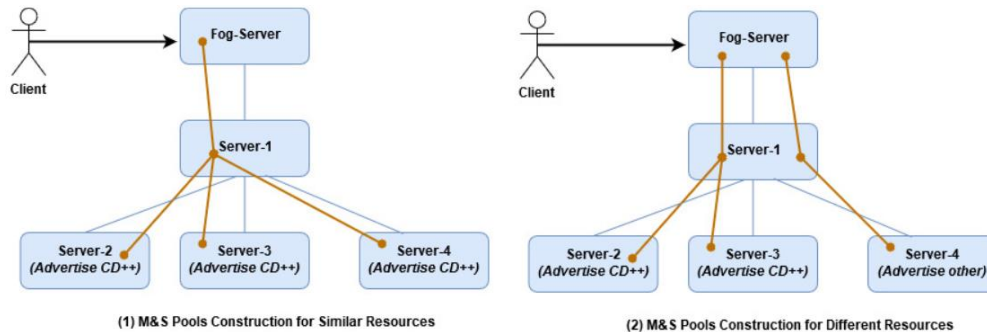 Fog-Server
Client
Server-1
Server-2
(Advertise CD++)
Server-3
(Advertise CD++)
Server-4
(Advertise CD++)
(1) M&S Pools Construction for Similar Resources
Fog-Server
Client
Server-1
Server-2
(Advertise CD++)
Server-3
(Advertise CD++)
Server-4
(Advertise other)
(2) M&S Pools Construction for Different Resources